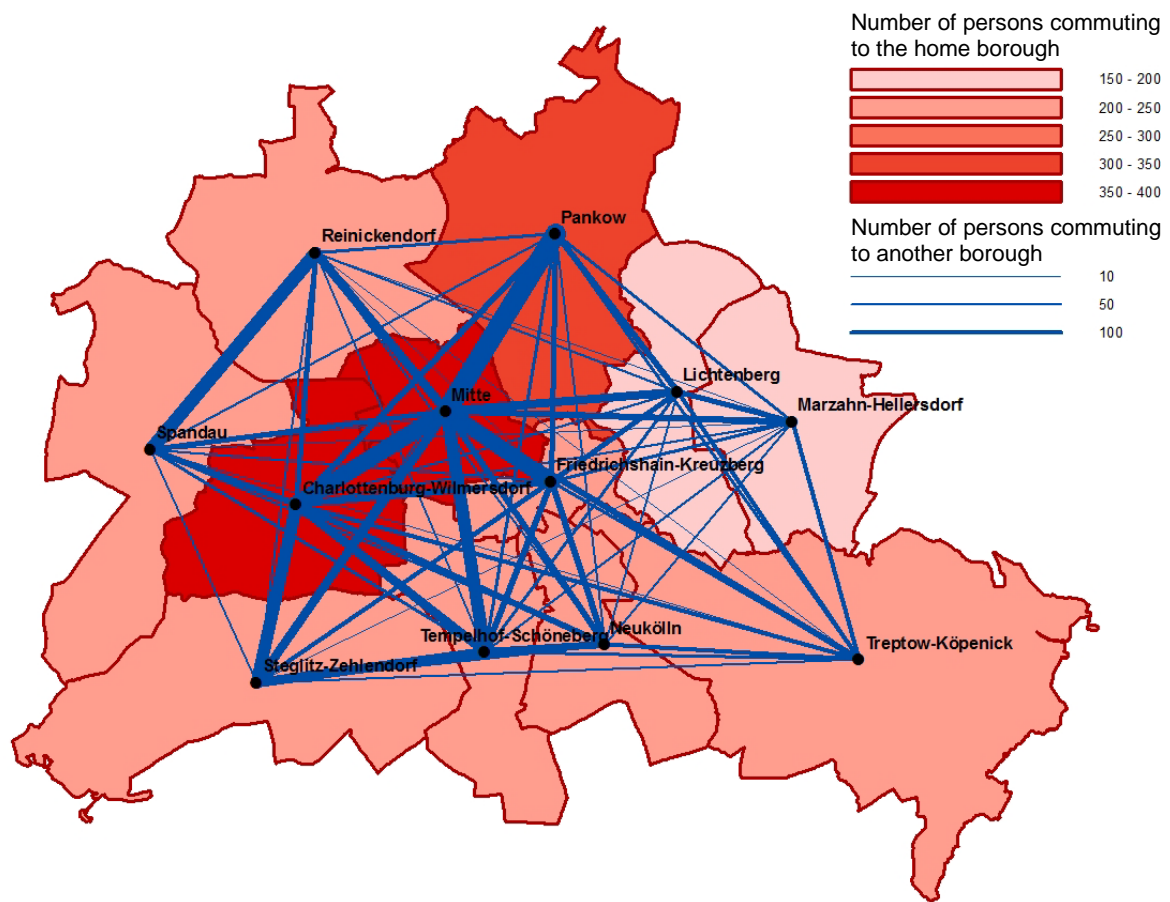 Number of persons commuting
to the home borough
150 - 200
200 - 250
250 - 300
300 - 350
350 - 400
Number of persons commuting
to another borough
10
50
100
Pankow
Reinickendorf
Lichtenberg
Mitte
Marzahn-Hellersdorf
Spandau
Friedrichshain-Kreuzberg
Charlottenburg-Wilmersdorf
Neukölln
Tempelhof-Schöneberg
Treptow-Köpenick
Steglitz-Zehlendorf